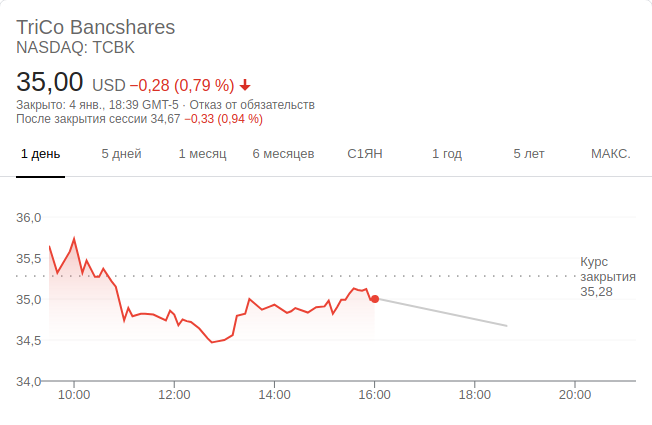 TriCo Bancshares
NASDAQ: TCBK
35,00 USD −0,28 (0,79 %)
Закрыто: 4 янв., 18:39 GMT-5 · Отказ от обязательств
После закрытия сессии 34,67 −0,33 (0,94 %)
1 день 5 дней 1 месяц 6 месяцев С1ЯН 1 год 5 лет МАКС.
36,0
35,5
35,0
34,5
34,0
Курс
закрытия
35,28
10:00 12:00 14:00 16:00 18:00 20:00